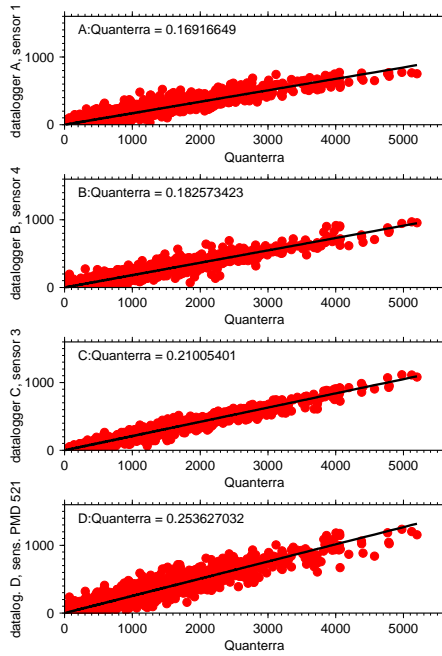 datalogger A, sensor 1
A:Quanterra = 0.16916649
1000
0
0 1000 2000 3000 4000 5000
Quanterra
datalogger B, sensor 4
B:Quanterra = 0.182573423
1000
0
0 1000 2000 3000 4000 5000
Quanterra
datalogger C, sensor 3
C:Quanterra = 0.21005401
1000
0
0 1000 2000 3000 4000 5000
Quanterra
datalog. D, sens. PMD 521
D:Quanterra = 0.253627032
1000
0
0 1000 2000 3000 4000 5000
Quanterra